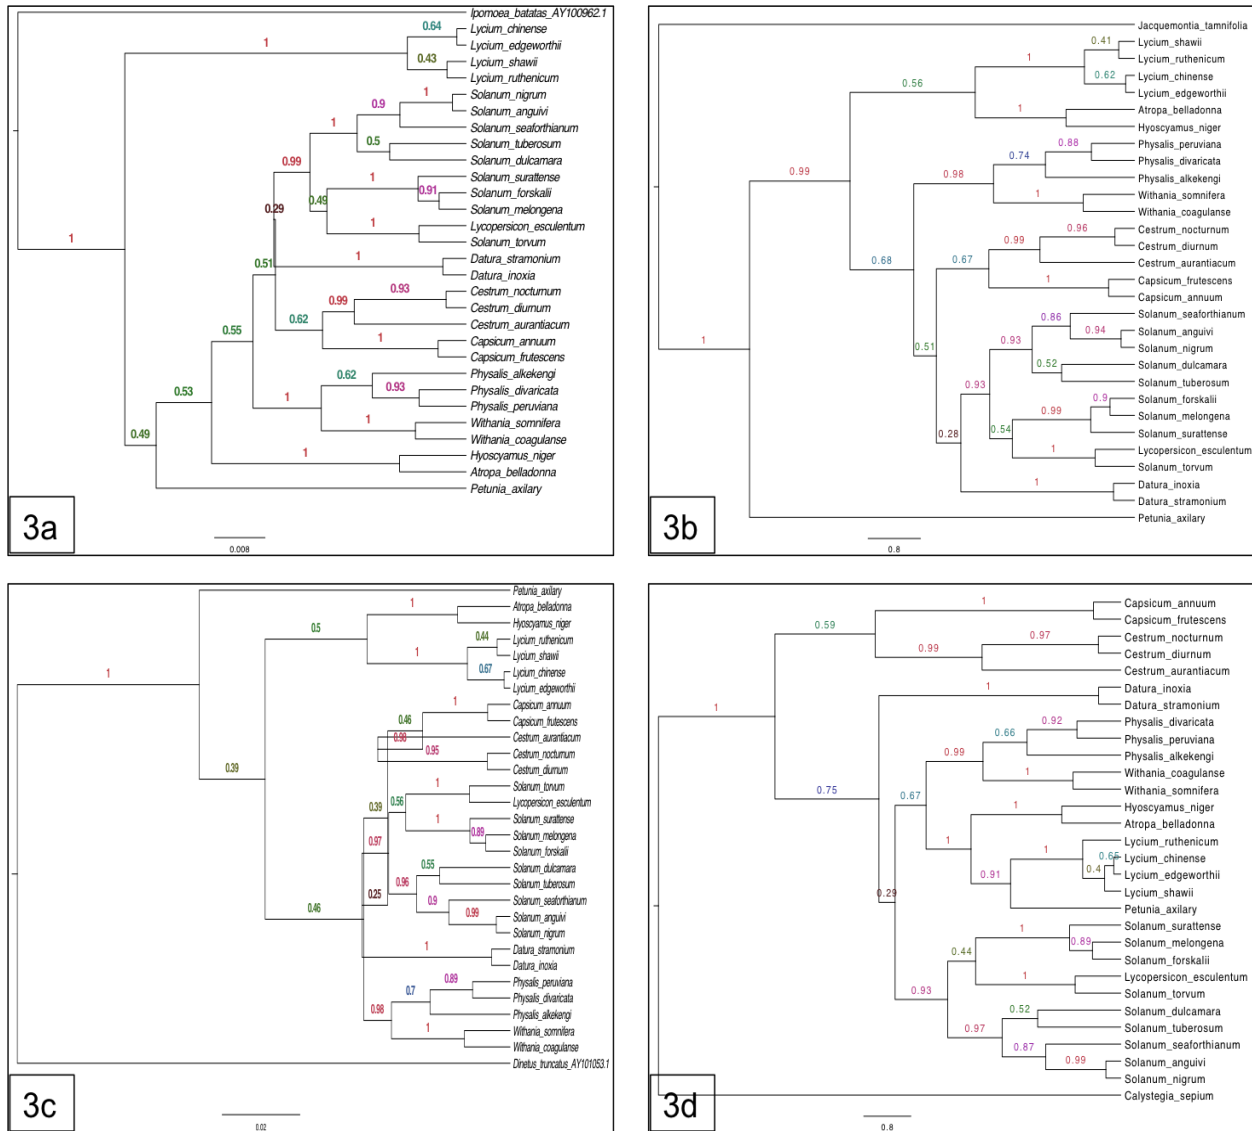 Ipomoea_batatas_AY100962.1
0.64
Lycium_chinense
1
Lycium_edgeworthii
0.43
Lycium_shawii
Lycium_ruthenicum
1
Solanum_nigrum
0.9
Solanum_anguivi
1
Solanum_seaforthianum
0.5
Solanum_tuberosum
0.99
Solanum_dulcamara
1
Solanum_surattense
0.49
0.91
Solanum_forskalii
0.29
Solanum_melongena
1
Lycopersicon_esculentum
1
Solanum_torvum
0.51
1
Datura_stramonium
Datura_inoxia
0.93
Cestrum_nocturnum
0.99
Cestrum_diurnum
0.62
Cestrum_aurantiacum
0.55
1
Capsicum_annuum
Capsicum_frutescens
0.62
Physalis_alkekengi
0.93
Physalis_divaricata
0.53
1
Physalis_peruviana
1
Withania_somnifera
0.49
Withania_coagulanse
1
Hyoscyamus_niger
Atropa_belladonna
Petunia_axilary
3a
0.008
Jacquemontia_tamnifolia
0.41
Lycium_shawii
1
Lycium_ruthenicum
0.62
Lycium_chinense
0.56
Lycium_edgeworthii
1
Atropa_belladonna
Hyoscyamus_niger
0.88
Physalis_peruviana
0.74
Physalis_divaricata
0.99
0.98
Physalis_alkekengi
1
Withania_somnifera
Withania_coagulanse
0.96
Cestrum_nocturnum
0.99
Cestrum_diurnum
0.68
0.67
Cestrum_aurantiacum
1
Capsicum_frutescens
Capsicum_annuum
0.86
Solanum_seaforthianum
0.93
0.94
Solanum_anguivi
1
0.51
Solanum_nigrum
0.52
Solanum_dulcamara
0.93
Solanum_tuberosum
0.9
Solanum_forskalii
0.99
Solanum_melongena
0.28
0.54
Solanum_surattense
1
Lycopersicon_esculentum
Solanum_torvum
1
Datura_inoxia
Datura_stramonium
Petunia_axilary
3b
0.8
Petunia_axilary
1
Atropa_belladonna
0.5
Hyoscyamus_niger
0.44
Lycium_ruthenicum
1
Lycium_shawii
0.67
Lycium_chinense
1
Lycium_edgeworthii
1
Capsicum_annuum
0.46
Capsicum_frutescens
0.98
Cestrum_aurantiacum
0.95
Cestrum_nocturnum
0.39
Cestrum_diurnum
1
Solanum_torvum
0.56
Lycopersicon_esculentum
0.39
1
Solanum_surattense
0.97
0.89
Solanum_melongena
Solanum_forskalii
0.55
Solanum_dulcamara
0.96
Solanum_tuberosum
0.25
0.9
Solanum_seaforthianum
0.46
0.99
Solanum_anguivi
Solanum_nigrum
1
Datura_stramonium
Datura_inoxia
0.89
Physalis_peruviana
0.7
Physalis_divaricata
0.98
Physalis_alkekengi
1
Withania_somnifera
Withania_coagulanse
Dinetus_truncatus_AY101053.1
3c
0.02
1
Capsicum_annuum
0.59
Capsicum_frutescens
0.97
Cestrum_nocturnum
0.99
Cestrum_diurnum
Cestrum_aurantiacum
1
Datura_inoxia
1
Datura_stramonium
0.92
Physalis_divaricata
0.66
Physalis_peruviana
0.99
Physalis_alkekengi
1
Withania_coagulanse
0.67
0.75
Withania_somnifera
1
Hyoscyamus_niger
Atropa_belladonna
1
1
Lycium_ruthenicum
0.65
Lycium_chinense
0.91
0.4
Lycium_edgeworthii
0.29
Lycium_shawii
Petunia_axilary
1
Solanum_surattense
0.89
Solanum_melongena
0.44
Solanum_forskalii
1
Lycopersicon_esculentum
0.93
Solanum_torvum
0.52
Solanum_dulcamara
0.97
Solanum_tuberosum
0.87
Solanum_seaforthianum
0.99
Solanum_anguivi
Solanum_nigrum
Calystegia_sepium
3d
0.8